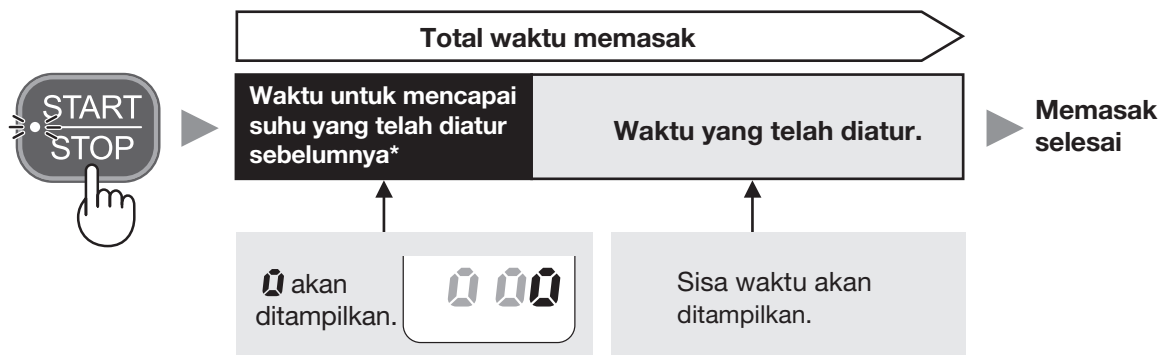 Total waktu memasak
START
STOP
Waktu untuk mencapai
suhu yang telah diatur
sebelumnya*
Waktu yang telah diatur.
Memasak
selesai
0 akan
ditampilkan.
0 00
Sisa waktu akan
ditampilkan.